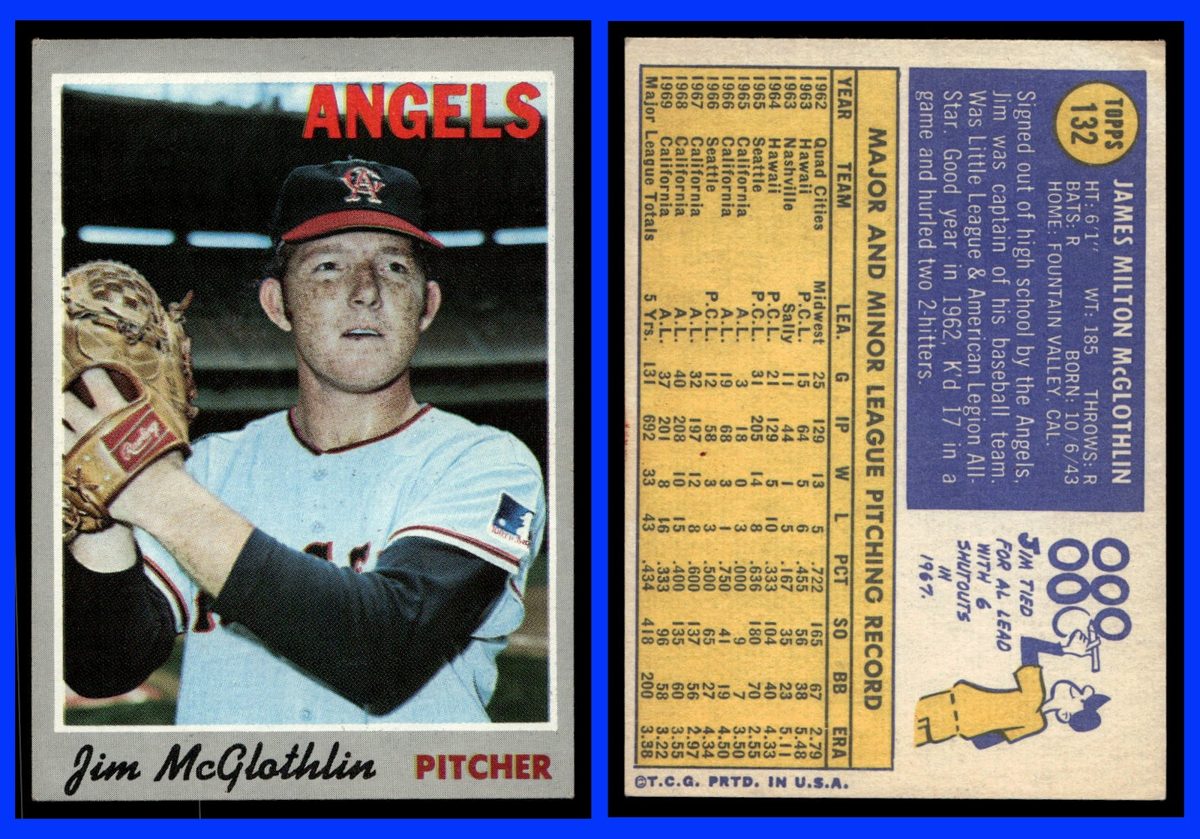 ANGELS
CA
Rawlings
Jim McGlothlin
PITCHER
TOPPS
132
JAMES MILTON McGLOTHLIN
HT: 6'1" WT: 185 THROWS: R
BATS: R BORN: 10/6/43
HOME: FOUNTAIN VALLEY, CAL.
Signed out of high school by the Angels,
Jim was captain of his baseball team.
Was Little League & American Legion All-
Star. Good year in 1962. K'd 17 in a
game and hurled two 2-hitters.
000
000
JIM TIED
FOR AL LEAD
WITH 6
SHUTOUTS
IN
1967.
MAJOR AND MINOR LEAGUE PITCHING RECORD
YEAR TEAM LEA. G IP W L PCT SO BB ERA
1962 Quad Cities Midwest 25 129 13 5 .722 165 67 2.79
1963 Hawaii P.C.L. 15 64 5 6 .455 56 38 5.48
1963 Nashville Sally 11 44 1 5 .167 35 23 5.11
1964 Hawaii P.C.L. 21 129 5 10 .333 104 40 4.33
1965 Seattle P.C.L. 31 205 14 8 .636 180 70 2.55
1965 California A.L. 3 18 0 3 .000 9 7 3.50
1966 California A.L. 19 68 3 1 .750 41 19 4.50
1966 Seattle P.C.L. 12 58 3 3 .500 65 27 4.34
1967 California A.L. 32 197 12 8 .600 137 56 2.97
1968 California A.L. 40 208 10 15 .400 135 60 3.55
1969 California A.L. 37 201 8 16 .333 96 58 3.22
Major League Totals 5 Yrs. 131 692 33 43 .434 418 200 3.38
©T.C.G. PRTD. IN U.S.A.